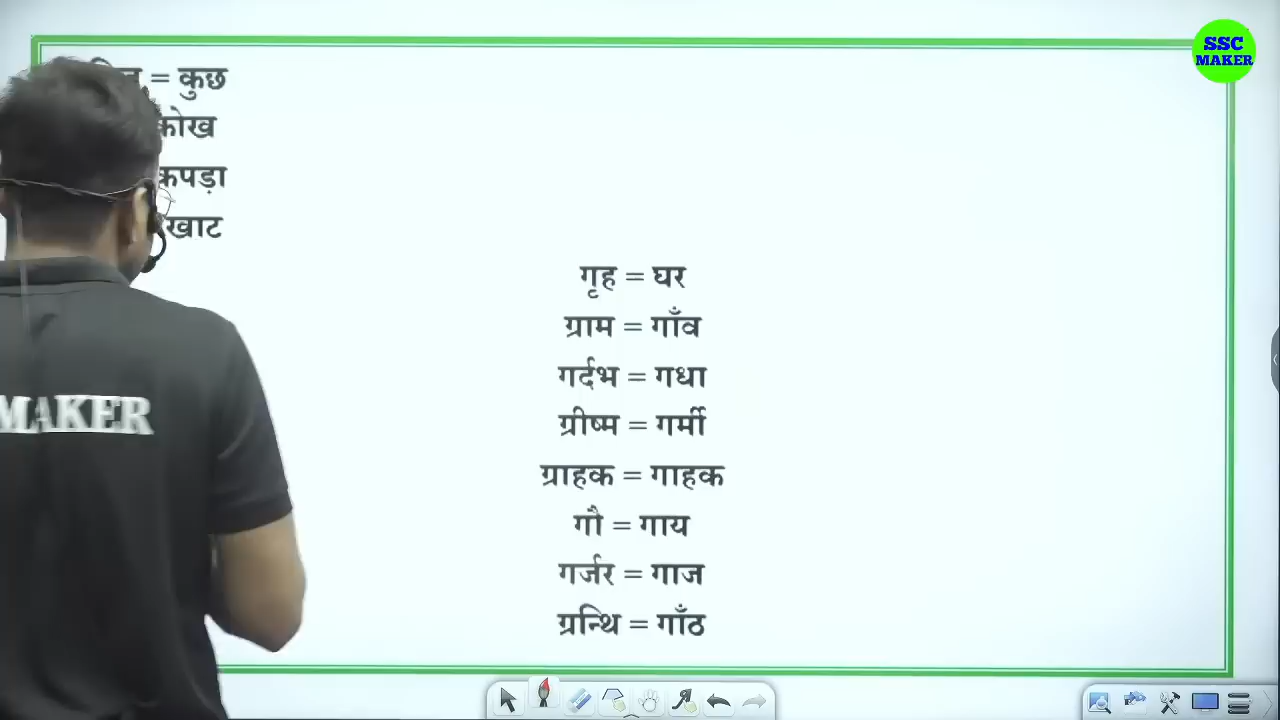 SSC
MAKER
= कुछ
कोख
कपड़ा
खाट
गृह = घर
ग्राम = गाँव
गर्दभ = गधा
ग्रीष्म = गर्मी
ग्राहक = गाहक
गौ = गाय
गर्जर = गाज
ग्रन्थि = गाँठ
MAKER